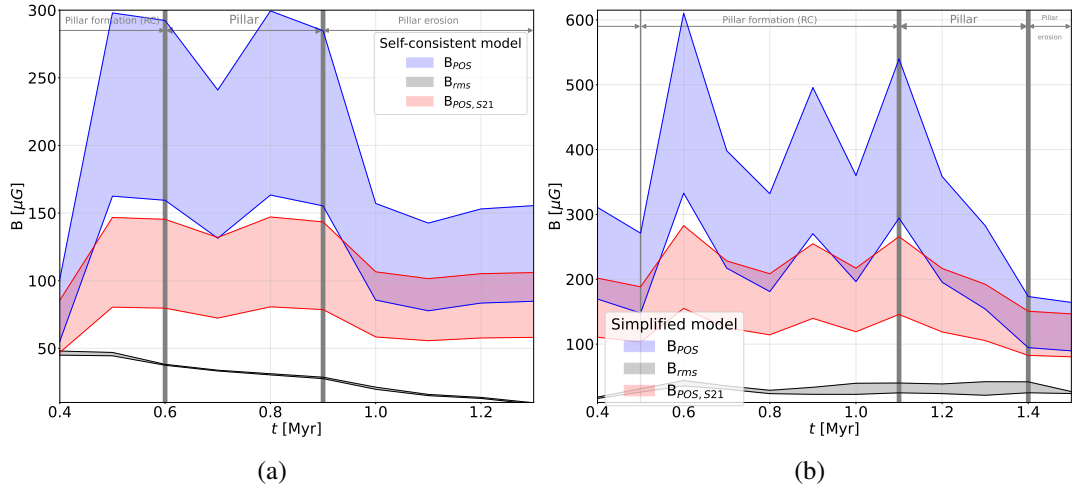 Pillar formation (RC)
Pillar
Pillar erosion
Self-consistent model
B_POS
B_rms
B_POS, S21
300
250
200
150
100
50
B [μG]
0.4
0.6
0.8
1.0
1.2
t [Myr]
(a)
Pillar formation (RC)
Pillar
Pillar
erosion
600
500
400
300
200
100
B [μG]
Simplified model
B_POS
B_rms
B_POS, S21
0.4
0.6
0.8
1.0
1.2
1.4
t [Myr]
(b)